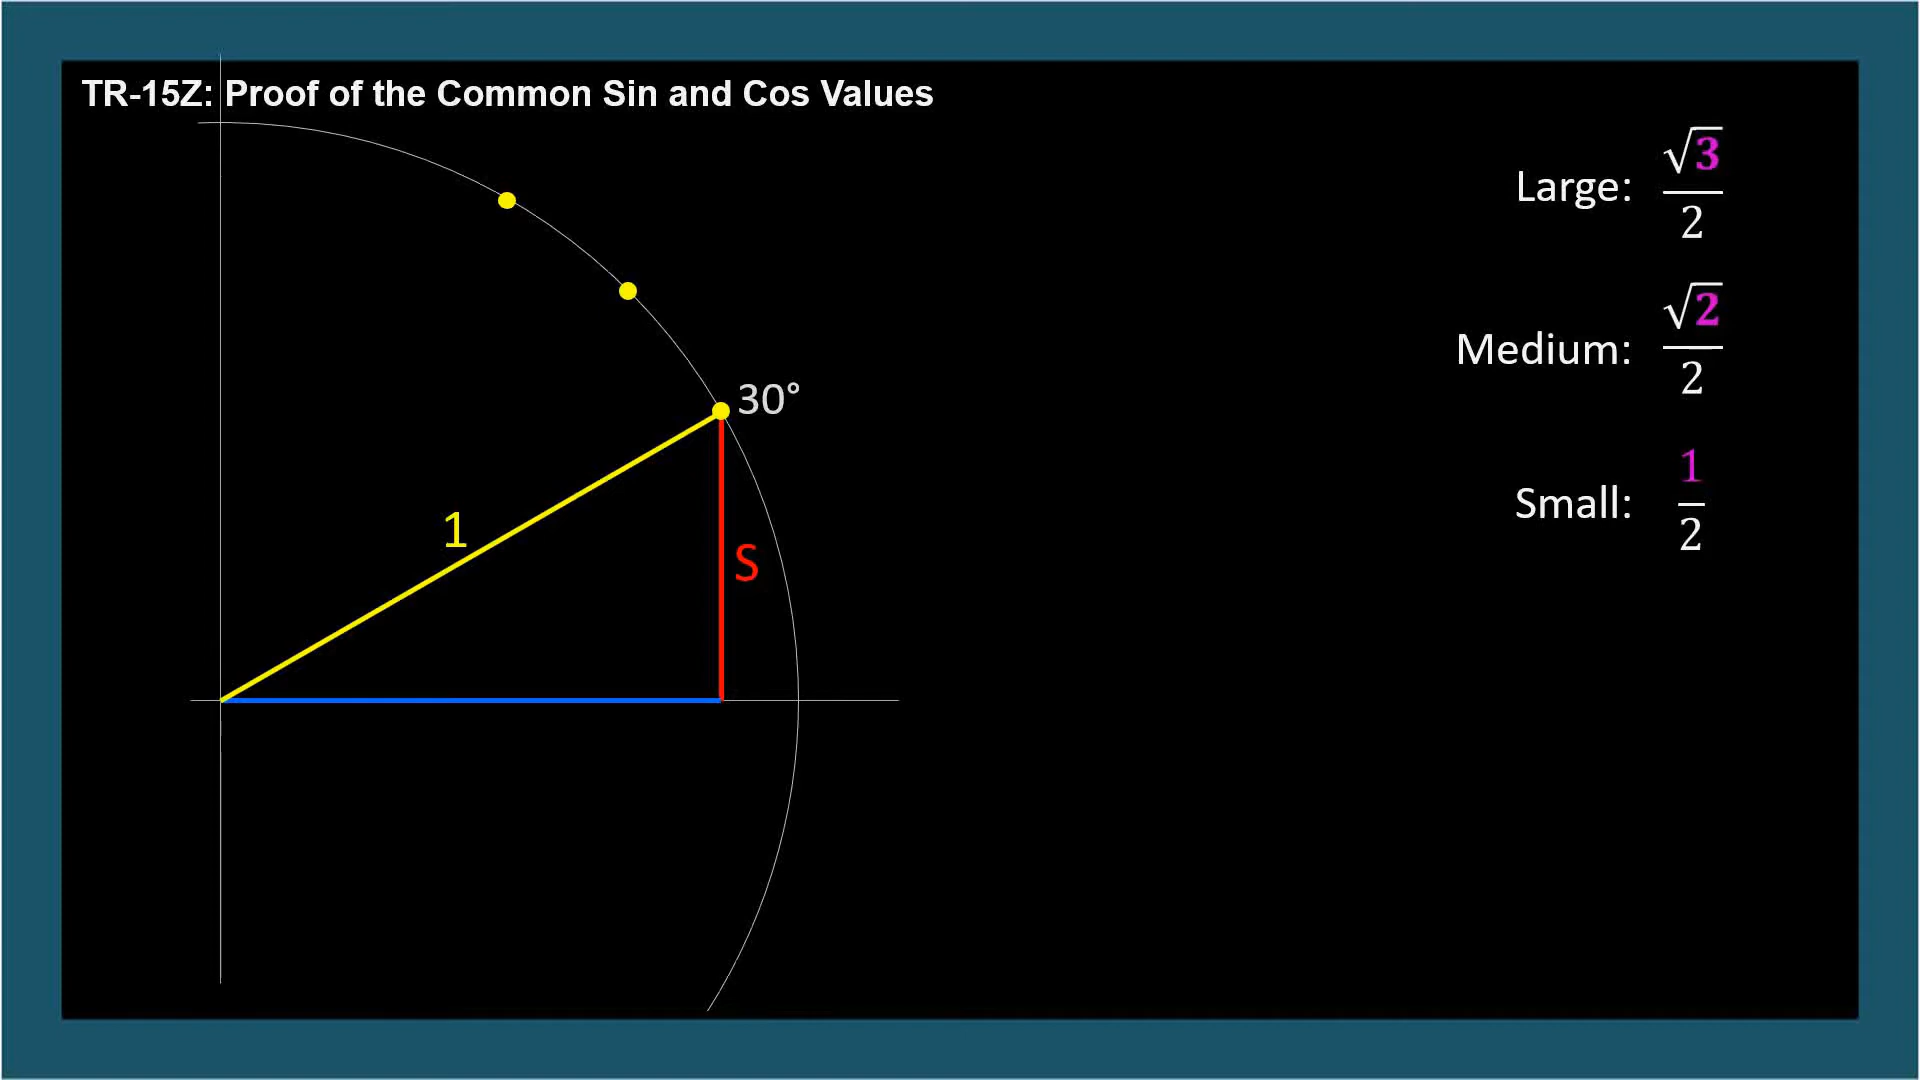 TR-15Z: Proof of the Common Sin and Cos Values
Large: √3/2
Medium: √2/2
Small: 1/2
30°
1
S